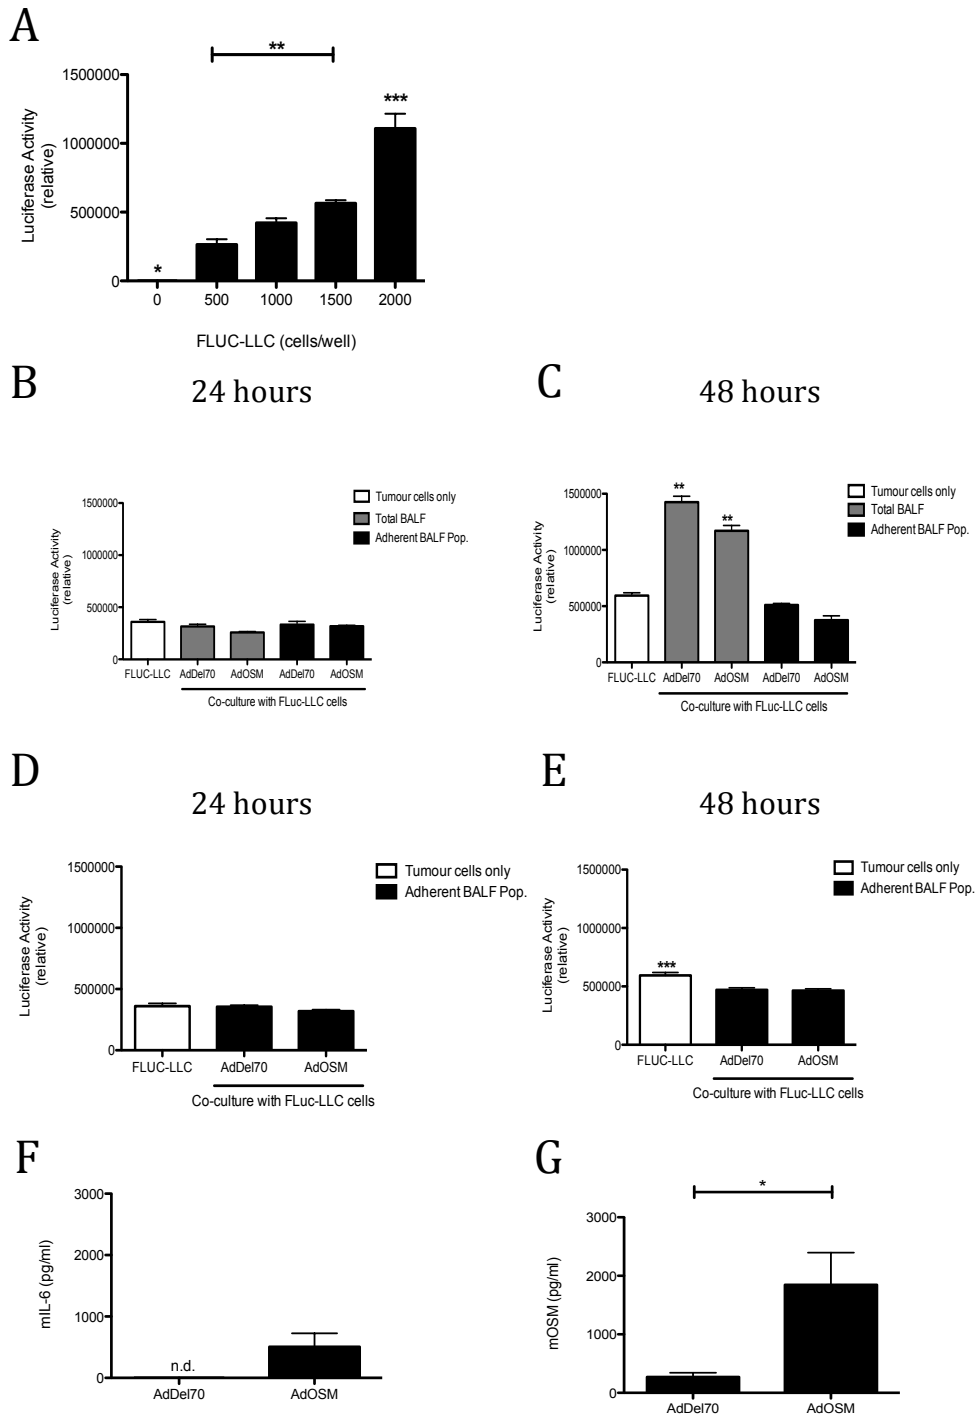 A
**
1500000
1000000
500000
0
Luciferase Activity
(relative)
*
***
0 500 1000 1500 2000
FLUC-LLC (cells/well)
B
24 hours
1500000
1000000
500000
0
Luciferase Activity
(relative)
Tumour cells only
Total BALF
Adherent BALF Pop.
FLUC-LLC AdDel70 AdOSM AdDel70 AdOSM
Co-culture with FLuc-LLC cells
C
48 hours
1500000
1000000
500000
0
Luciferase Activity
(relative)
**
**
Tumour cells only
Total BALF
Adherent BALF Pop.
FLUC-LLC AdDel70 AdOSM AdDel70 AdOSM
Co-culture with FLuc-LLC cells
D
24 hours
1500000
1000000
500000
0
Luciferase Activity
(relative)
Tumour cells only
Adherent BALF Pop.
FLUC-LLC AdDel70 AdOSM
Co-culture with FLuc-LLC cells
E
48 hours
1500000
1000000
500000
0
Luciferase Activity
(relative)
***
Tumour cells only
Adherent BALF Pop.
FLUC-LLC AdDel70 AdOSM
Co-culture with FLuc-LLC cells
F
3000
2000
1000
0
mIL-6 (pg/ml)
n.d.
AdDel70 AdOSM
G
*
3000
2000
1000
0
mOSM (pg/ml)
AdDel70 AdOSM